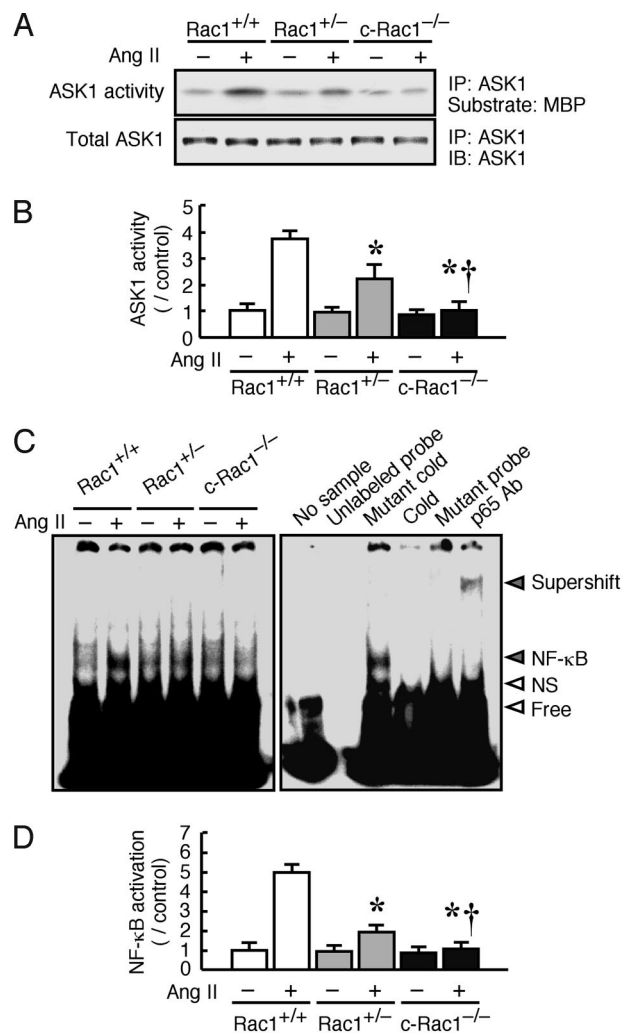 A
Rac1+/+ Rac1+/− c-Rac1−/−
Ang II − + − + − +
ASK1 activity
IP: ASK1
Substrate: MBP
Total ASK1
IP: ASK1
IB: ASK1
B
ASK1 activity
( / control)
5
4
3
2
1
0
*
*†
Ang II − + − + − +
Rac1+/+ Rac1+/− c-Rac1−/−
C
Rac1+/+ Rac1+/− c-Rac1−/−
No sample
Unlabeled probe
Mutant cold
Cold
Mutant probe
p65 Ab
Ang II − + − + − +
Supershift
NF-κB
NS
Free
D
NF-κB activation
( / control)
7
6
5
4
3
2
1
0
*
*†
Ang II − + − + − +
Rac1+/+ Rac1+/− c-Rac1−/−